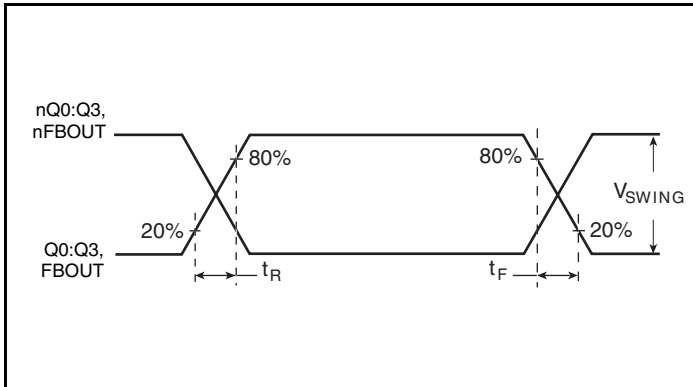 nQ0:Q3,
nFBOUT
80%
80%
VSWING
20%
20%
Q0:Q3,
FBOUT
tR
tF